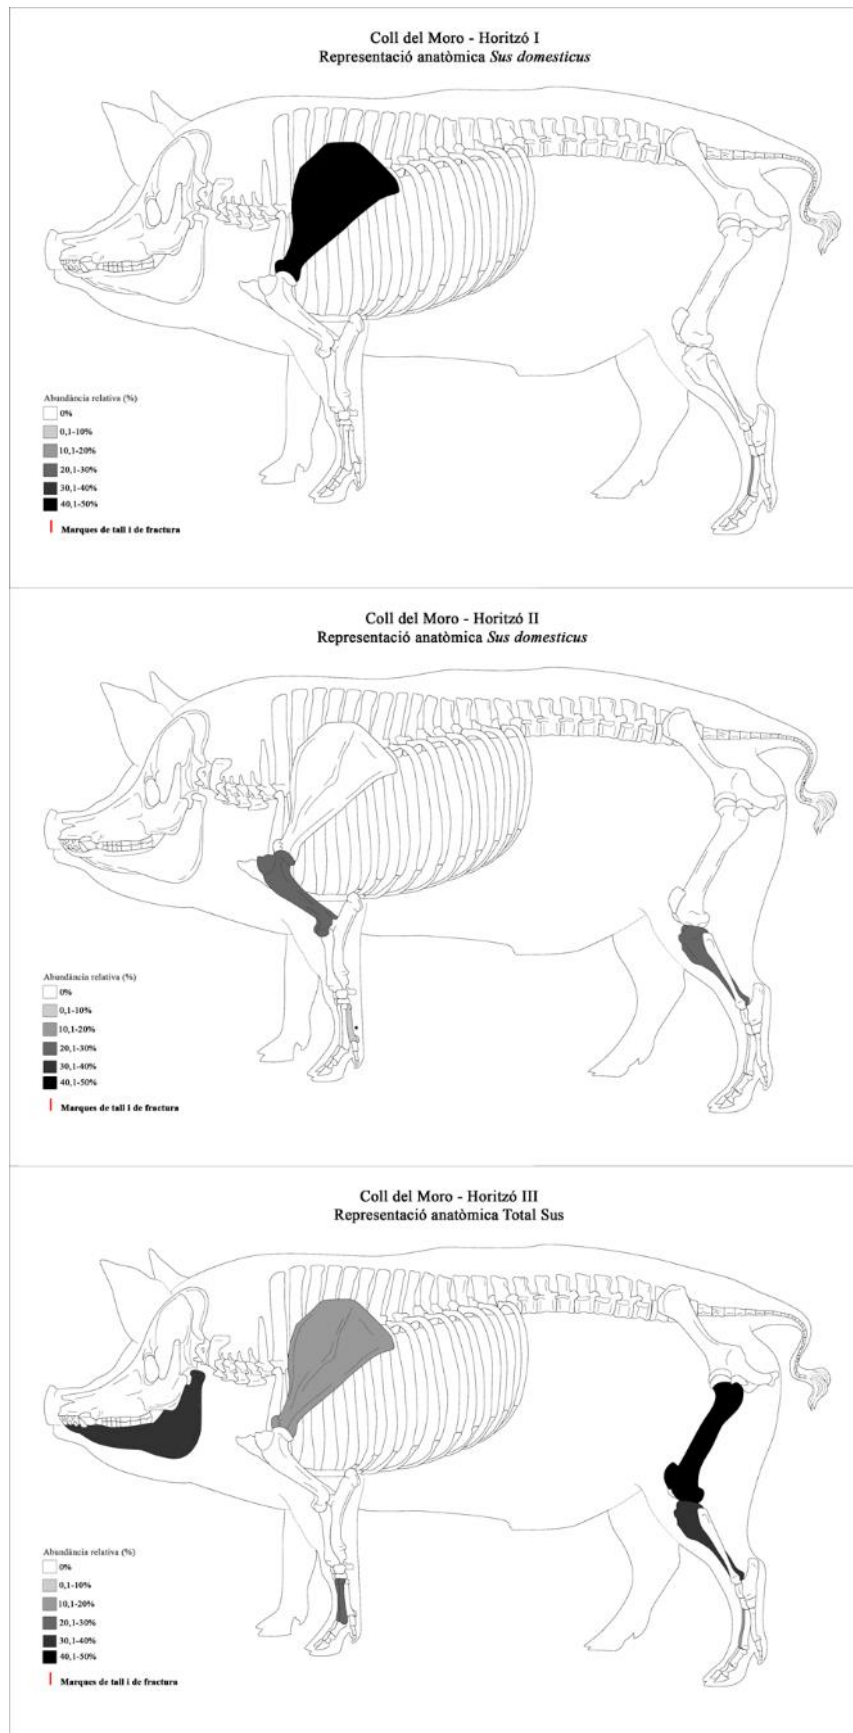 Coll del Moro - Horitzó I
Representació anatòmica Sus domesticus
Abundància relativa (%)
0%
0,1-10%
10,1-20%
20,1-30%
30,1-40%
40,1-50%
Marques de tall i de fractura
Coll del Moro - Horitzó II
Representació anatòmica Sus domesticus
Abundància relativa (%)
0%
0,1-10%
10,1-20%
20,1-30%
30,1-40%
40,1-50%
Marques de tall i de fractura
Coll del Moro - Horitzó III
Representació anatòmica Total Sus
Abundància relativa (%)
0%
0,1-10%
10,1-20%
20,1-30%
30,1-40%
40,1-50%
Marques de tall i de fractura